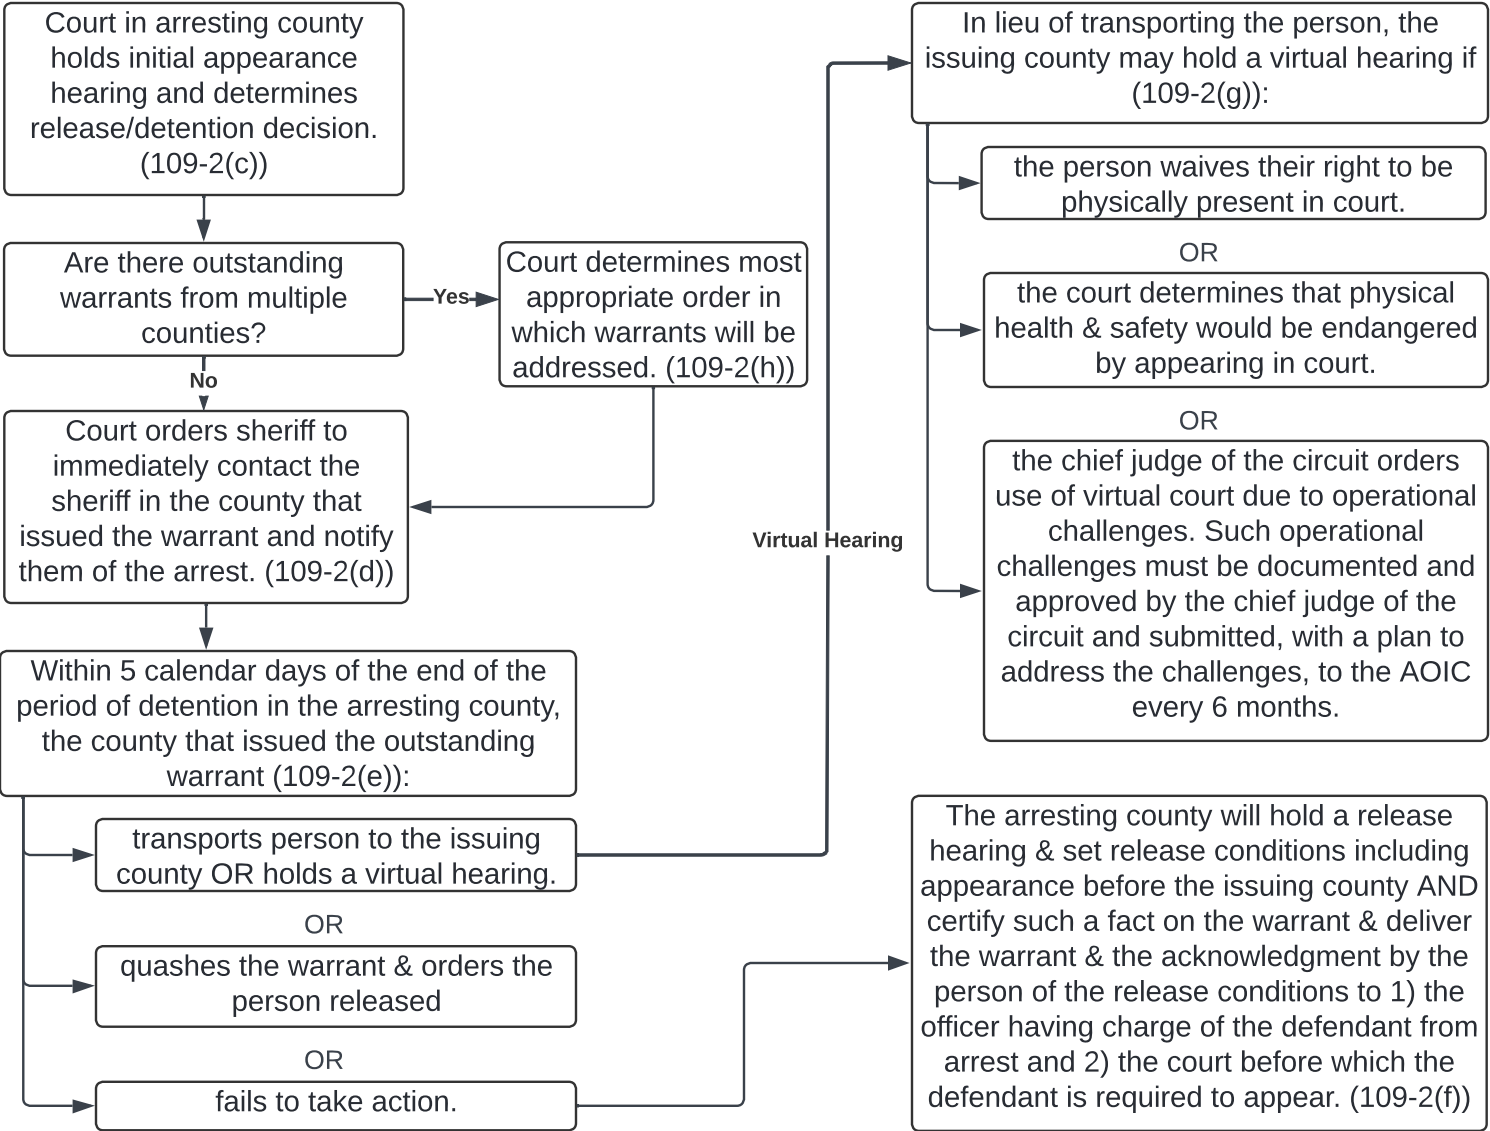 Court in arresting county
holds initial appearance
hearing and determines
release/detention decision.
(109-2(c))
Are there outstanding
warrants from multiple
counties?
Yes
Court determines most
appropriate order in
which warrants will be
addressed. (109-2(h))
No
Court orders sheriff to
immediately contact the
sheriff in the county that
issued the warrant and notify
them of the arrest. (109-2(d))
Within 5 calendar days of the end of the
period of detention in the arresting county,
the county that issued the outstanding
warrant (109-2(e)):
transports person to the issuing
county OR holds a virtual hearing.
OR
quashes the warrant & orders the
person released
OR
fails to take action.
Virtual Hearing
In lieu of transporting the person, the
issuing county may hold a virtual hearing if
(109-2(g)):
the person waives their right to be
physically present in court.
OR
the court determines that physical
health & safety would be endangered
by appearing in court.
OR
the chief judge of the circuit orders
use of virtual court due to operational
challenges. Such operational
challenges must be documented and
approved by the chief judge of the
circuit and submitted, with a plan to
address the challenges, to the AOIC
every 6 months.
The arresting county will hold a release
hearing & set release conditions including
appearance before the issuing county AND
certify such a fact on the warrant & deliver
the warrant & the acknowledgment by the
person of the release conditions to 1) the
officer having charge of the defendant from
arrest and 2) the court before which the
defendant is required to appear. (109-2(f))